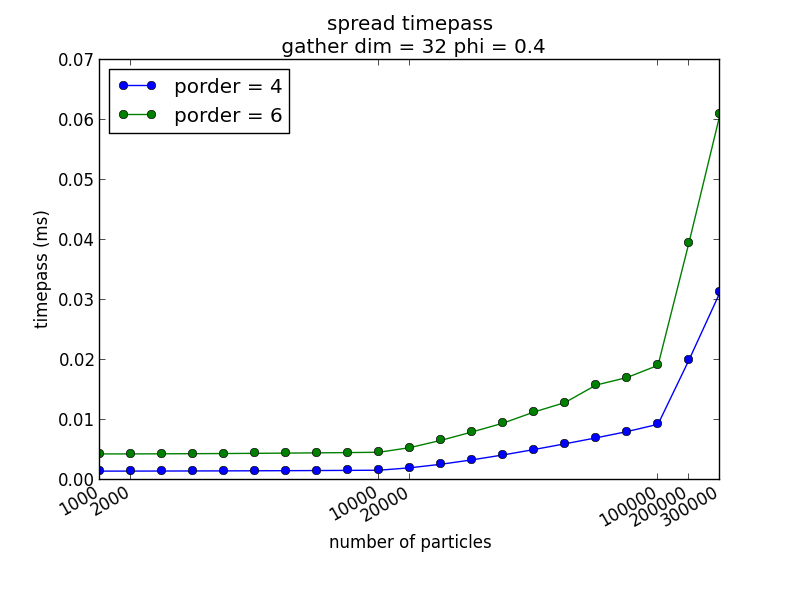 spread timepass
gather dim = 32 phi = 0.4
porder = 4
porder = 6
timepass (ms)
0.07
0.06
0.05
0.04
0.03
0.02
0.01
0.00
1000
2000
10000
20000
100000
200000
300000
number of particles